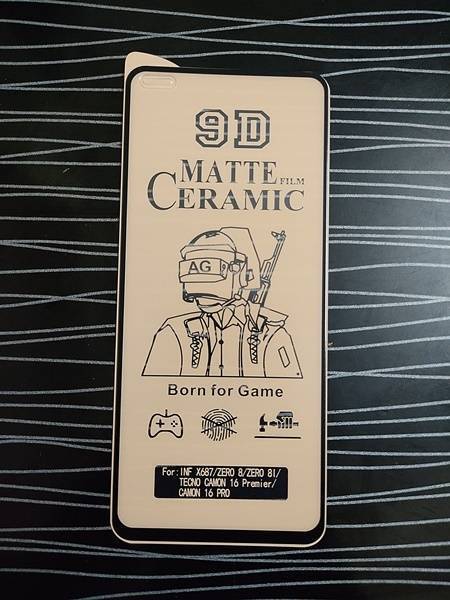 9D
MATTE FILM
CERAMIC
AG
Born for Game
For: INF X687/ZERO 8/ZERO 8I/
TECNO CAMON 16 Premier/
CAMON 16 PRO